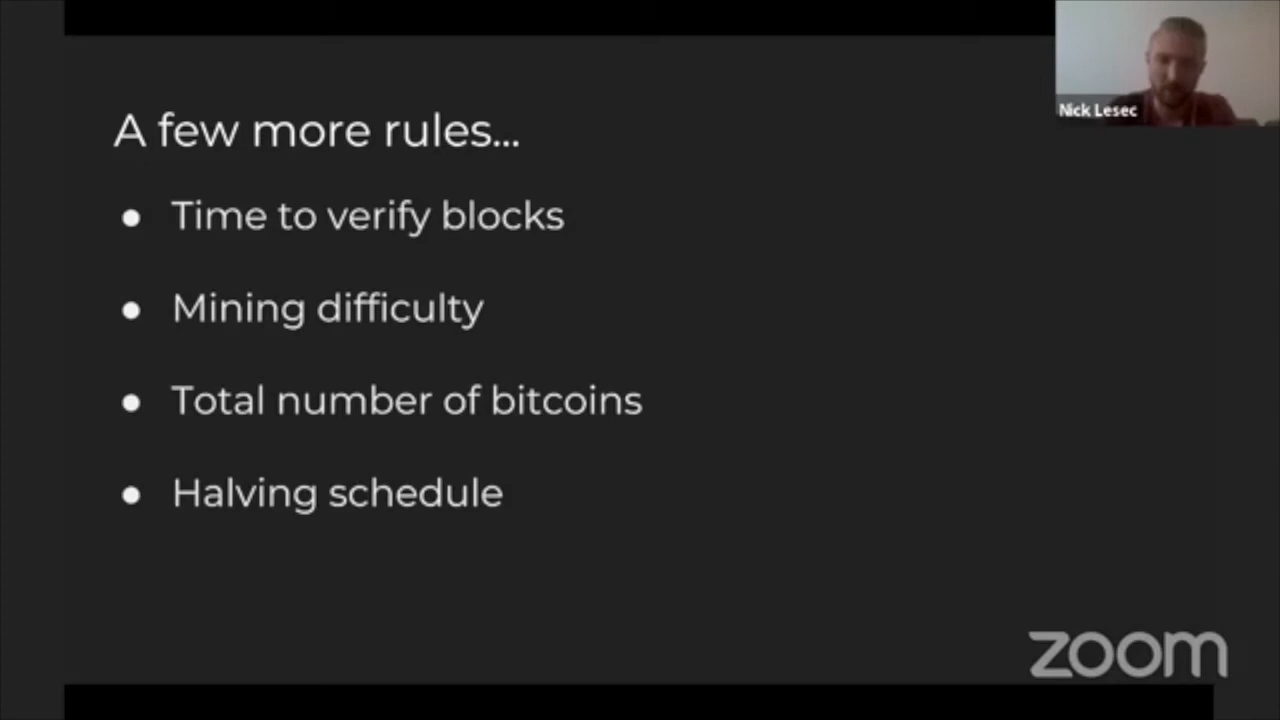 A few more rules...
● Time to verify blocks
● Mining difficulty
● Total number of bitcoins
● Halving schedule
Nick Lesec
zoom